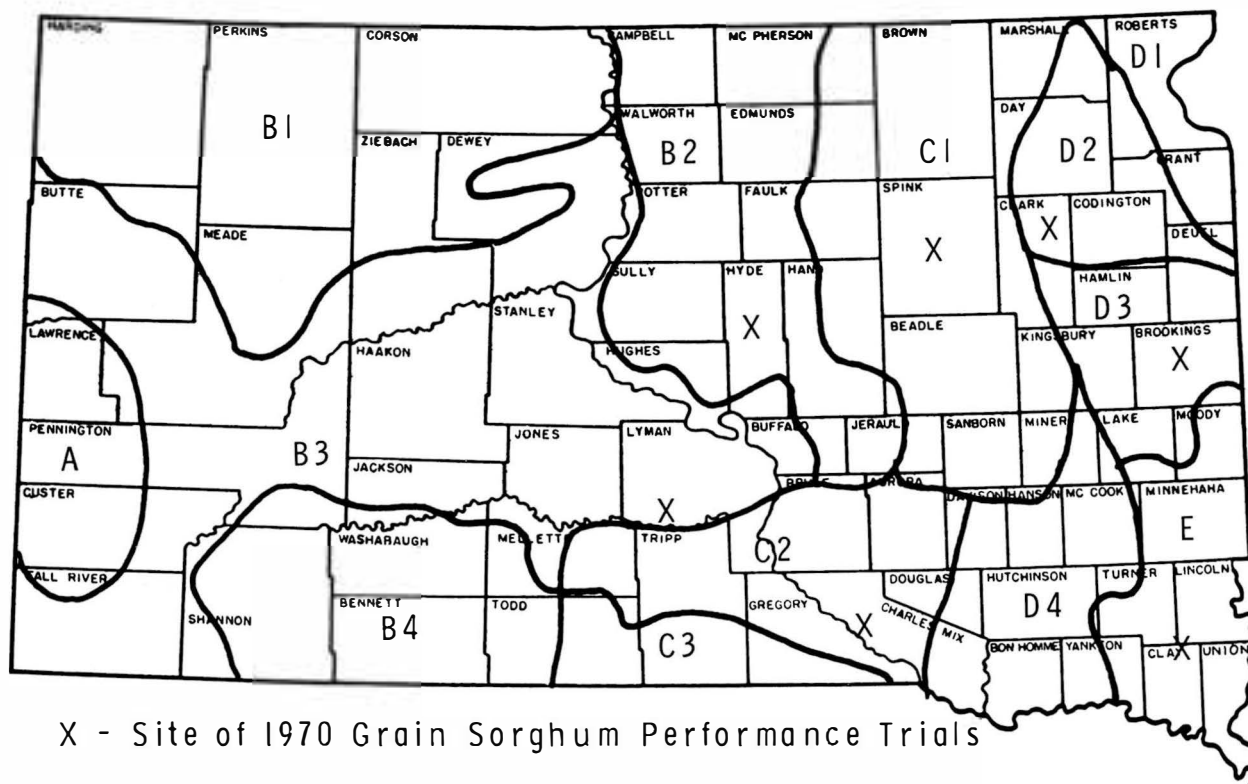 HARDING PERKINS CORSON CAMPBELL MC PHERSON BROWN MARSHALL ROBERTS
D1
B1
ZIEBACH DEWEY WALWORTH EDMUNDS DAY
B2 C1 D2
GRANT
BUTTE POTTER FAULK SPINK CLARK CODINGTON
X
MEADE DEUEL
X
SULLY HYDE HAND HAMLIN
D3
STANLEY
LAWRENCE X BEADLE KINGSBURY BROOKINGS
HAAKON HUGHES X
PENNINGTON JONES LYMAN BUFFALO JERAUL SANBORN MINER LAKE MOODY
A B3
JACKSON
CUSTER BRULE AURORA DAVISON HANSON MC COOK MINNEHAHA
X E
WASHABAUGH MELLETT TRIPP
C2
FALL RIVER DOUGLAS HUTCHINSON TURNER LINCOLN
SHANNON BENNETT TODD GREGORY CHARLES MIX D4
B4 X
C3 BON HOMME YANKTON CLAY X UNION
X - Site of 1970 Grain Sorghum Performance Trials